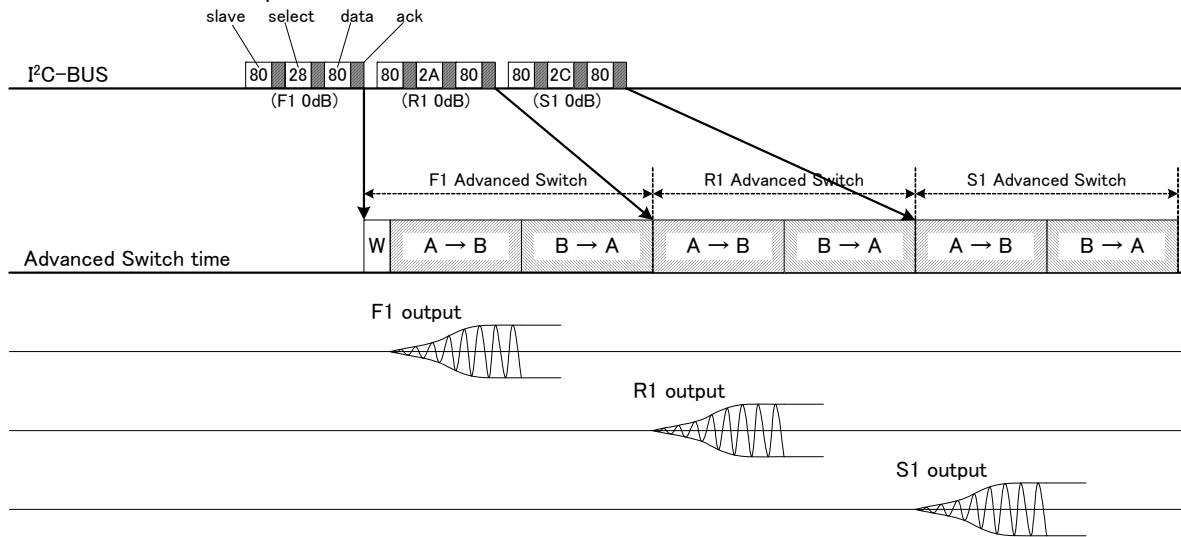 slave select data ack
I²C-BUS 80 28 80 80 2A 80 80 2C 80
(F1 0dB) (R1 0dB) (S1 0dB)
F1 Advanced Switch R1 Advanced Switch S1 Advanced Switch
W A → B B → A A → B B → A A → B B → A
Advanced Switch time
F1 output
R1 output
S1 output